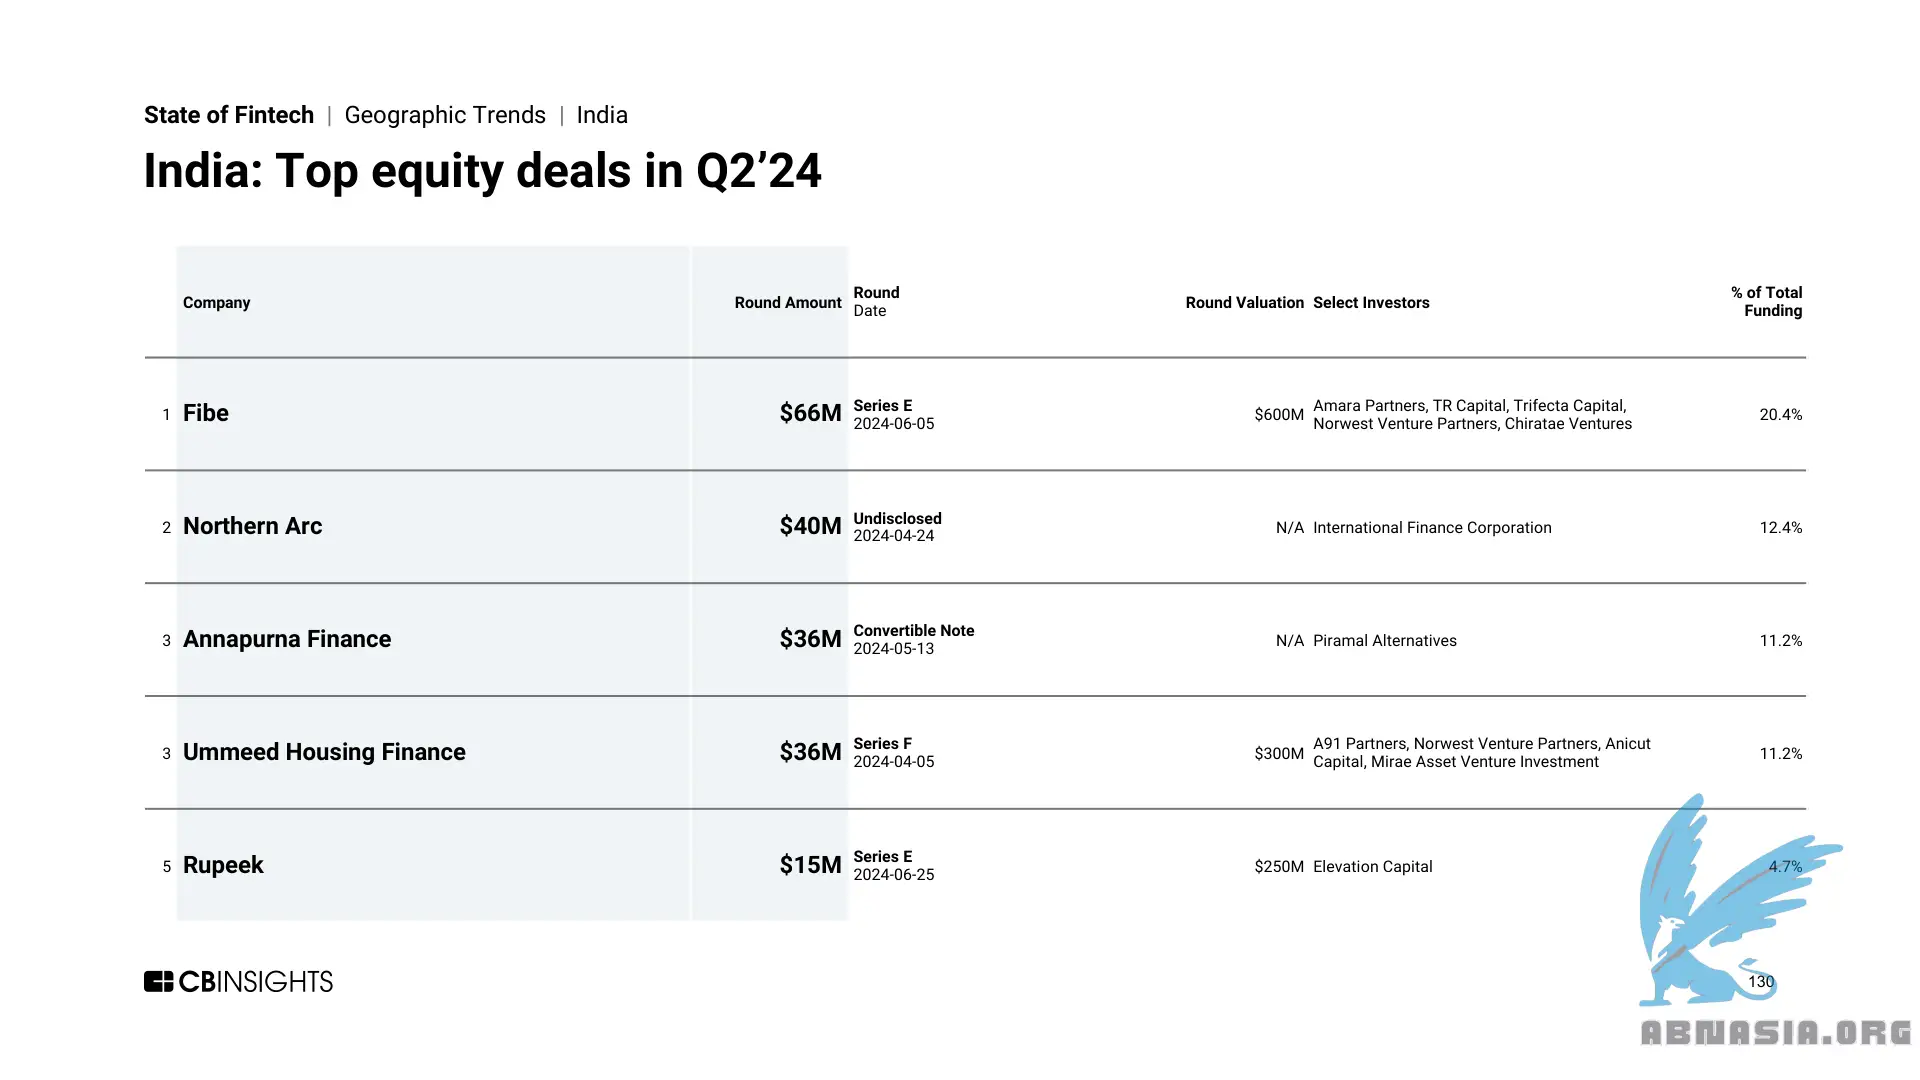 State of Fintech | Geographic Trends | India
India: Top equity deals in Q2’24
Company Round Amount Round Date Round Valuation Select Investors % of Total Funding
1 Fibe $66M Series E 2024-06-05 $600M Amara Partners, TR Capital, Trifecta Capital, Norwest Venture Partners, Chiratae Ventures 20.4%
2 Northern Arc $40M Undisclosed 2024-04-24 N/A International Finance Corporation 12.4%
3 Annapurna Finance $36M Convertible Note 2024-05-13 N/A Piramal Alternatives 11.2%
3 Ummeed Housing Finance $36M Series F 2024-04-05 $300M A91 Partners, Norwest Venture Partners, Anicut Capital, Mirae Asset Venture Investment 11.2%
5 Rupeek $15M Series E 2024-06-25 $250M Elevation Capital 4.7%
CBINSIGHTS
130
ABNASIA.ORG